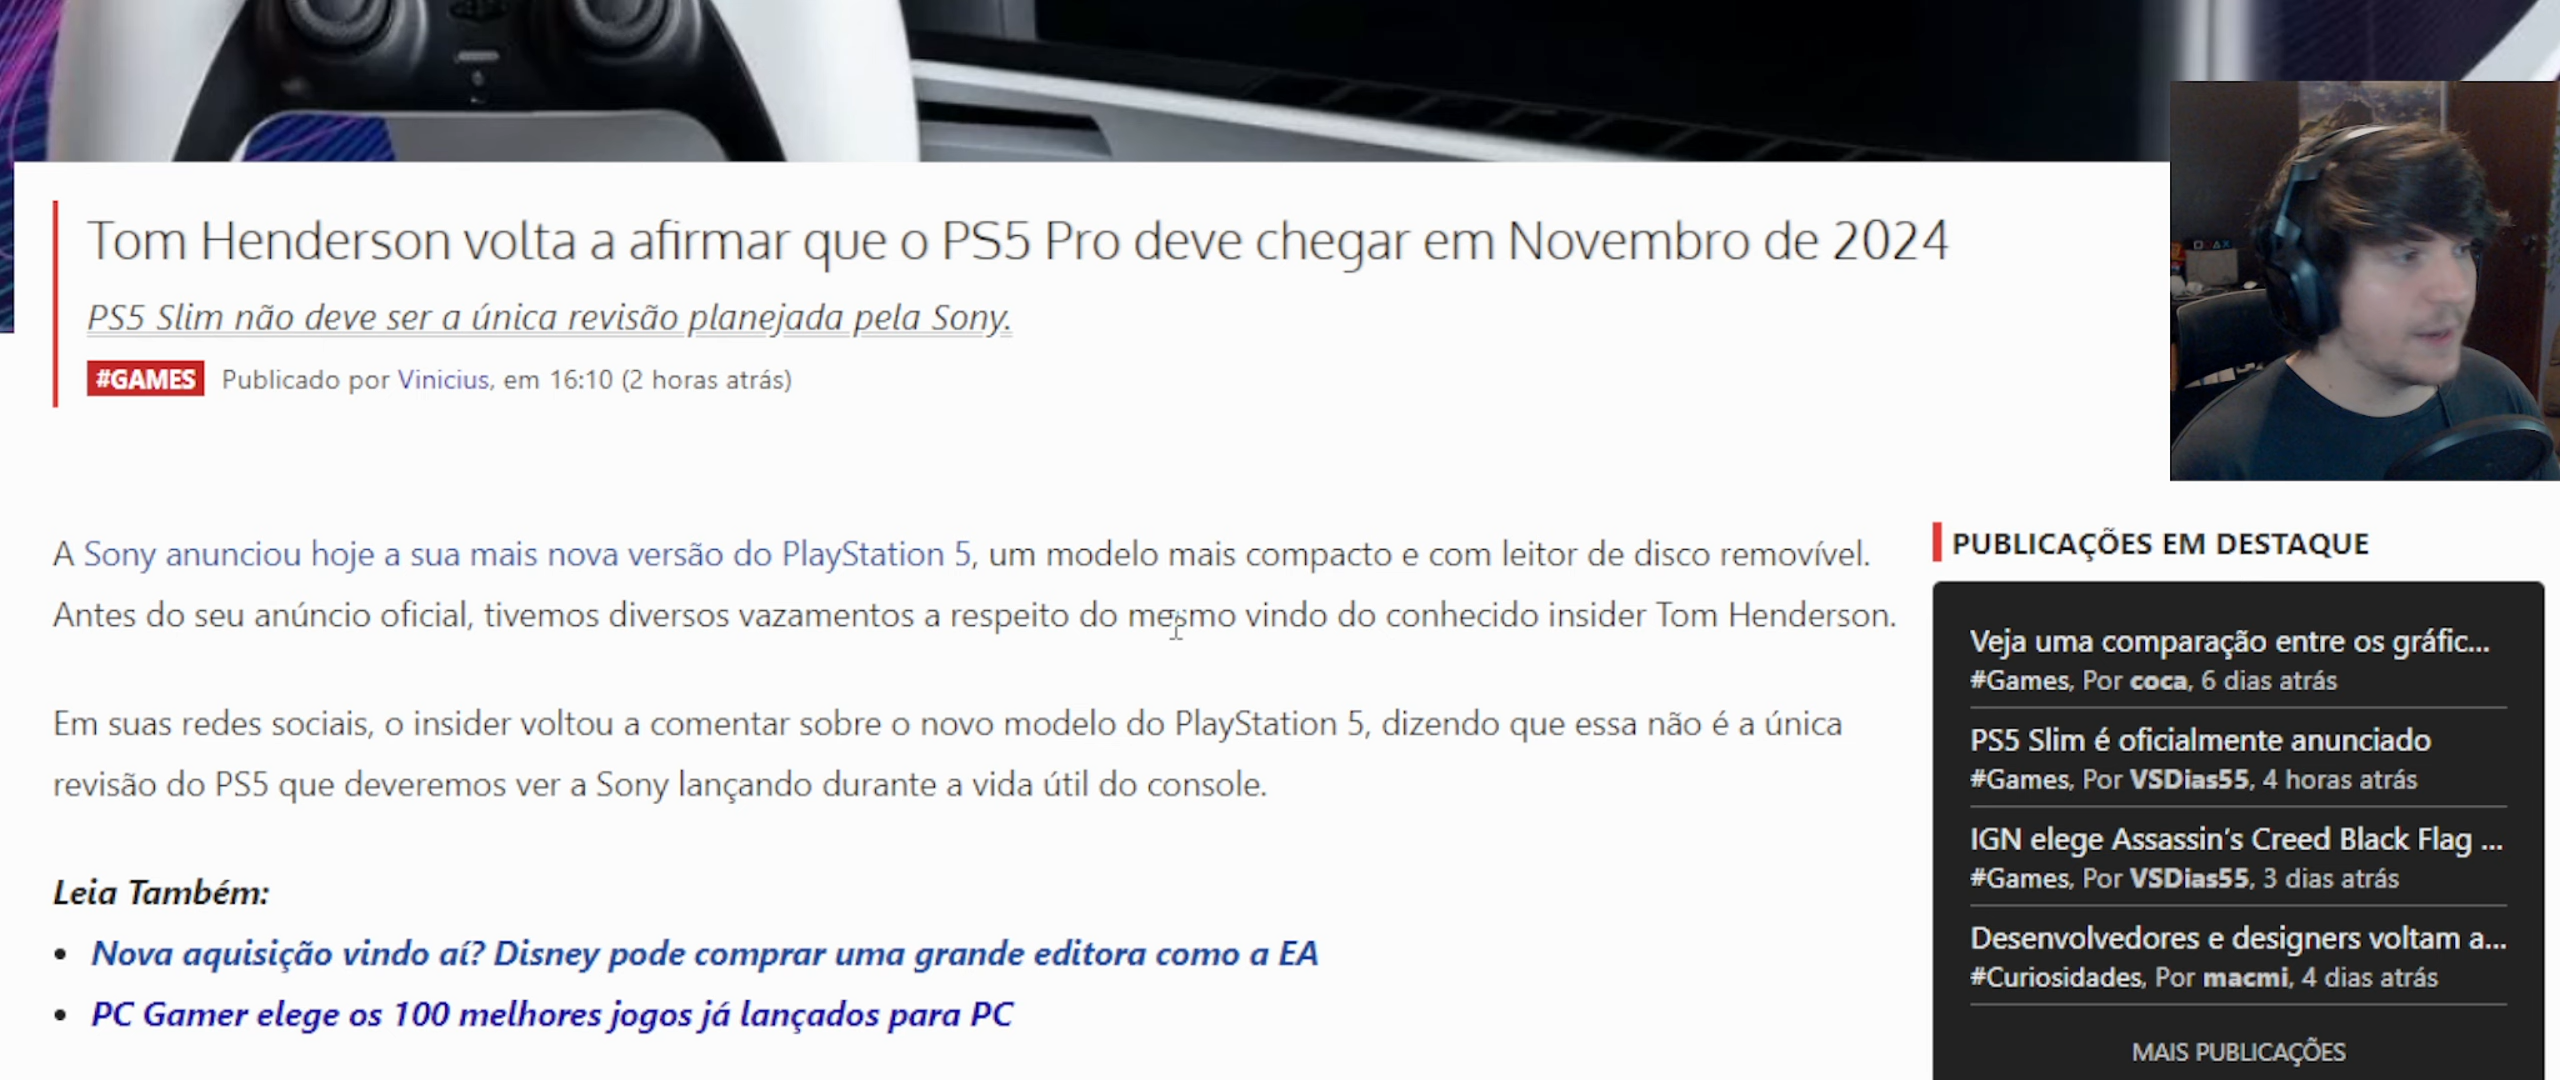 Tom Henderson volta a afirmar que o PS5 Pro deve chegar em Novembro de 2024
PS5 Slim não deve ser a única revisão planejada pela Sony.
#GAMES Publicado por Vinicius, em 16:10 (2 horas atrás)
A Sony anunciou hoje a sua mais nova versão do PlayStation 5, um modelo mais compacto e com leitor de disco removível.
Antes do seu anúncio oficial, tivemos diversos vazamentos a respeito do mesmo vindo do conhecido insider Tom Henderson.
Em suas redes sociais, o insider voltou a comentar sobre o novo modelo do PlayStation 5, dizendo que essa não é a única
revisão do PS5 que deveremos ver a Sony lançando durante a vida útil do console.
Leia Também:
• Nova aquisição vindo aí? Disney pode comprar uma grande editora como a EA
• PC Gamer elege os 100 melhores jogos já lançados para PC
PUBLICAÇÕES EM DESTAQUE
Veja uma comparação entre os gráfic...
#Games, Por coca, 6 dias atrás
PS5 Slim é oficialmente anunciado
#Games, Por VSDias55, 4 horas atrás
IGN elege Assassin's Creed Black Flag ...
#Games, Por VSDias55, 3 dias atrás
Desenvolvedores e designers voltam a...
#Curiosidades, Por macmi, 4 dias atrás
MAIS PUBLICAÇÕES